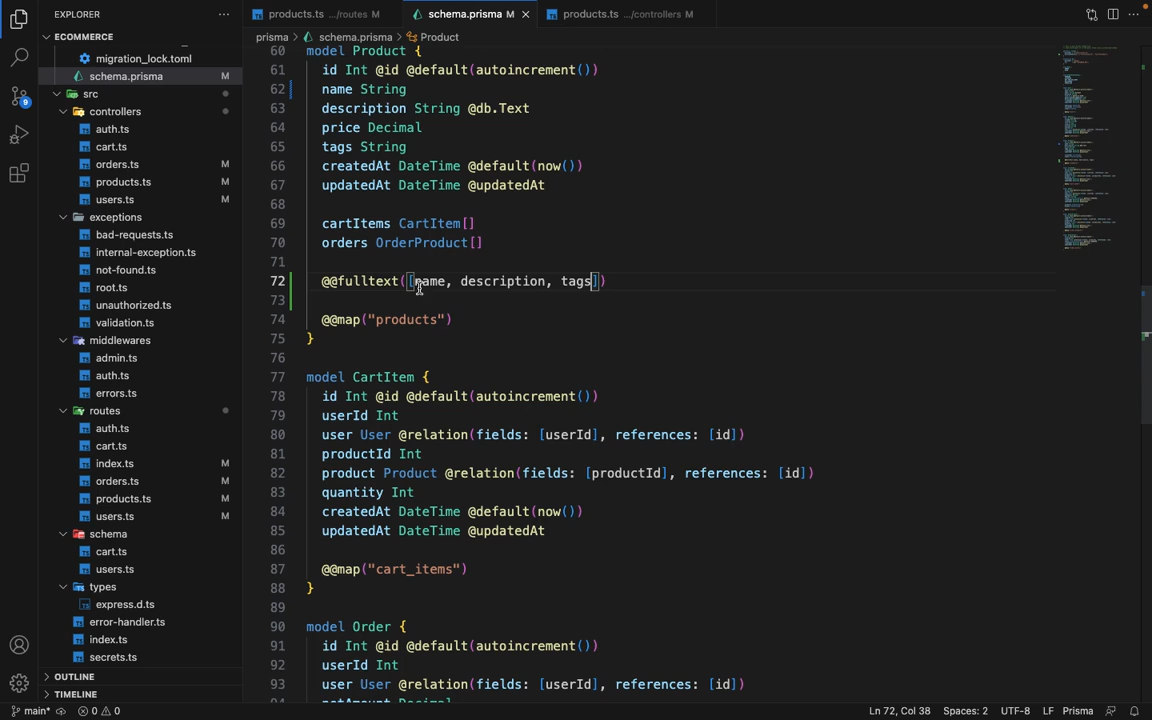 EXPLORER
ECOMMERCE
migration_lock.toml
schema.prisma M
src
controllers
auth.ts
cart.ts
orders.ts M
products.ts M
users.ts M
exceptions
bad-requests.ts
internal-exception.ts
not-found.ts
root.ts
unauthorized.ts
validation.ts
middlewares
admin.ts
auth.ts
errors.ts
routes
auth.ts
cart.ts
index.ts M
orders.ts M
products.ts M
users.ts M
schema
cart.ts
users.ts
types
express.d.ts
error-handler.ts
index.ts
secrets.ts
OUTLINE
TIMELINE
9
products.ts .../routes M
schema.prisma M
products.ts .../controllers M
prisma > schema.prisma > Product
60 model Product {
61 id Int @id @default(autoincrement())
62 name String
63 description String @db.Text
64 price Decimal
65 tags String
66 createdAt DateTime @default(now())
67 updatedAt DateTime @updatedAt
68
69 cartItems CartItem[]
70 orders OrderProduct[]
71
72 @@fulltext([name, description, tags])
73
74 @@map("products")
75 }
76
77 model CartItem {
78 id Int @id @default(autoincrement())
79 userId Int
80 user User @relation(fields: [userId], references: [id])
81 productId Int
82 product Product @relation(fields: [productId], references: [id])
83 quantity Int
84 createdAt DateTime @default(now())
85 updatedAt DateTime @updatedAt
86
87 @@map("cart_items")
88 }
89
90 model Order {
91 id Int @id @default(autoincrement())
92 userId Int
93 user User @relation(fields: [userId], references: [id])
main* 0 0 Ln 72, Col 38 Spaces: 2 UTF-8 LF Prisma